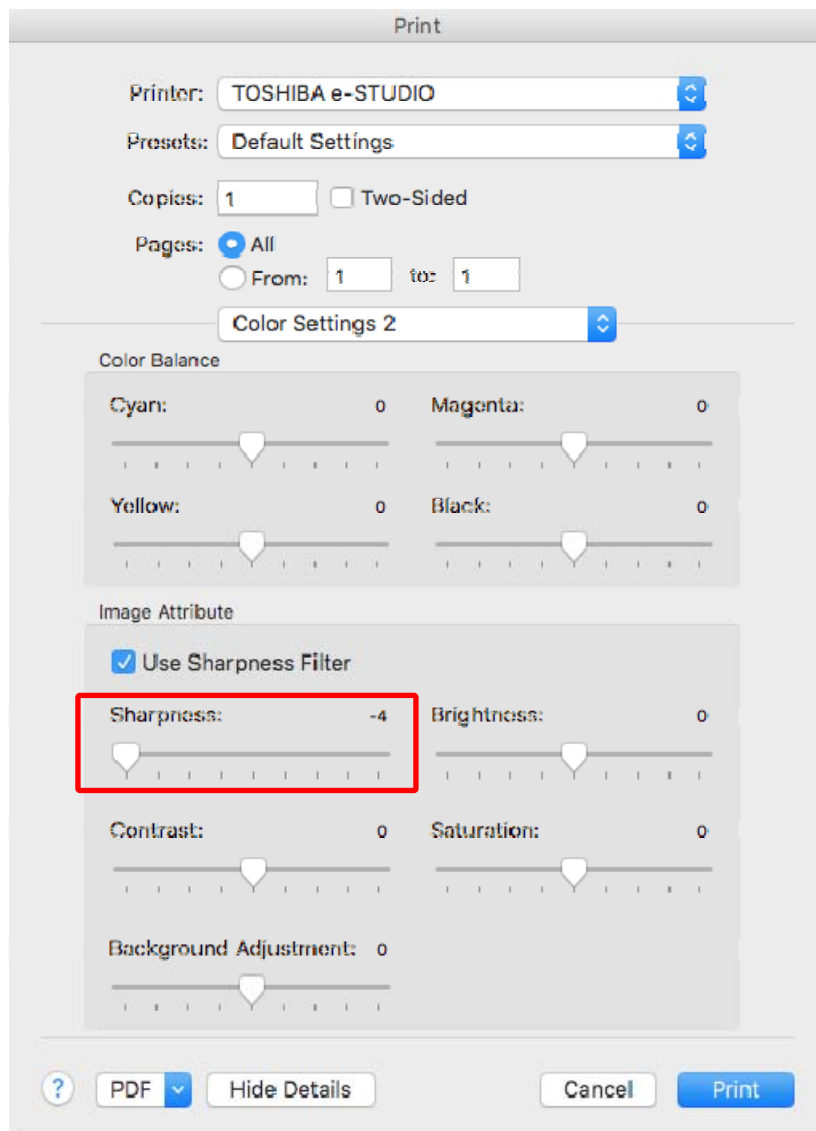 Print
Printer: TOSHIBA e-STUDIO
Presets: Default Settings
Copies: 1 Two-Sided
Pages: All
From: 1 to: 1
Color Settings 2
Color Balance
Cyan: 0 Magenta: 0
Yellow: 0 Black: 0
Image Attribute
Use Sharpness Filter
Sharpness: -4 Brightness: 0
Contrast: 0 Saturation: 0
Background Adjustment: 0
? PDF Hide Details Cancel Print